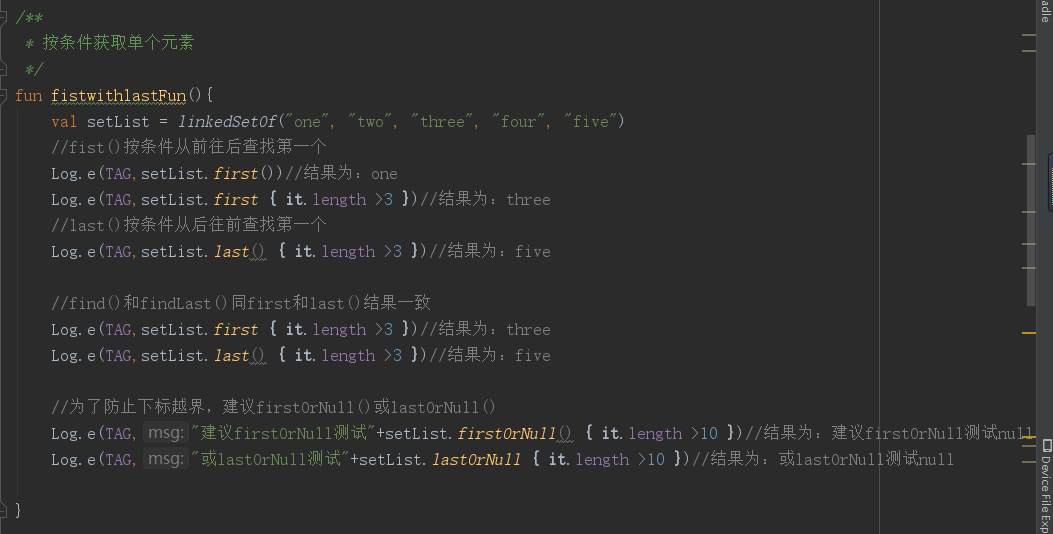 /**
* 按条件获取单个元素
*/
fun fistwithlastFun(){
val setList = linkedSetOf("one", "two", "three", "four", "five")
//fist()按条件从前往后查找第一个
Log.e(TAG,setList.first())//结果为：one
Log.e(TAG,setList.first { it.length >3 })//结果为：three
//last()按条件从后往前查找第一个
Log.e(TAG,setList.last() { it.length >3 })//结果为：five
//find()和findLast()同first和last()结果一致
Log.e(TAG,setList.first { it.length >3 })//结果为：three
Log.e(TAG,setList.last() { it.length >3 })//结果为：five
//为了防止下标越界，建议firstOrNull()或lastOrNull()
Log.e(TAG, msg: "建议firstOrNull测试"+setList.firstOrNull() { it.length >10 })//结果为：建议firstOrNull测试null
Log.e(TAG, msg: "或lastOrNull测试"+setList.lastOrNull { it.length >10 })//结果为：或lastOrNull测试null
}
adle
Device File Exp